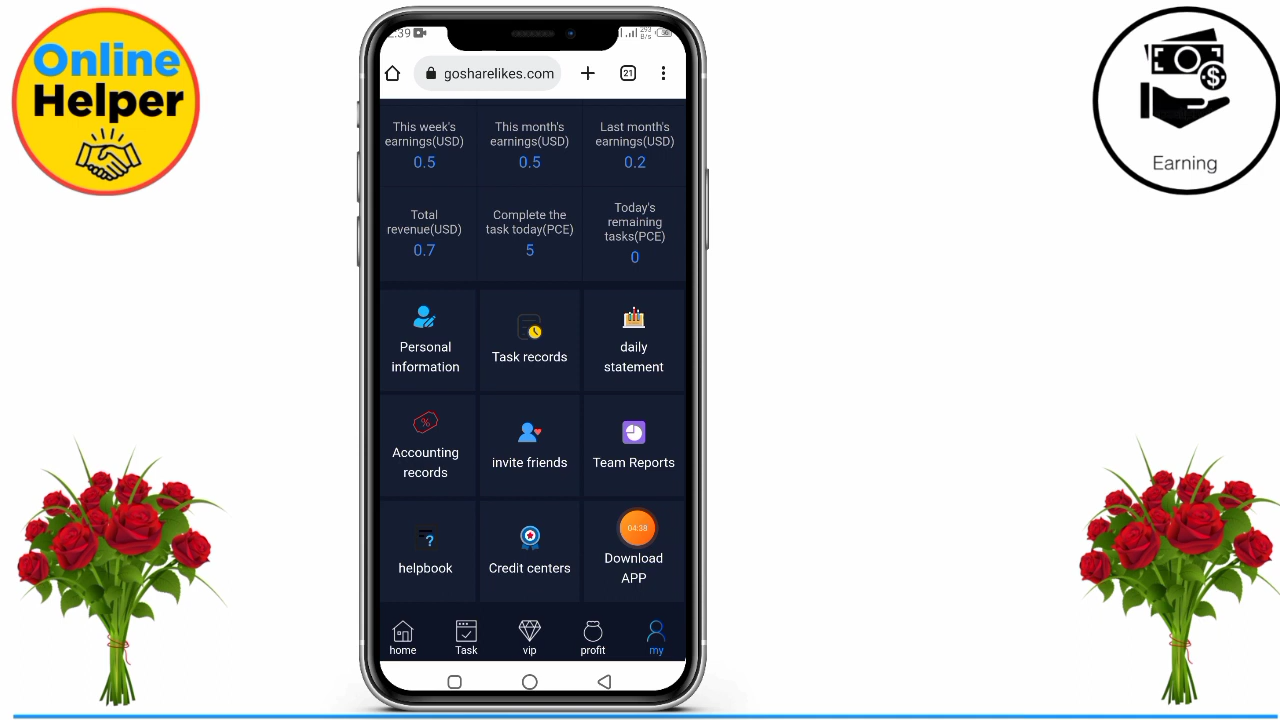 Online
Helper
Earning
:39
gosharelikes.com
21
This week's
earnings(USD)
0.5
This month's
earnings(USD)
0.5
Last month's
earnings(USD)
0.2
Total
revenue(USD)
0.7
Complete the
task today(PCE)
5
Today's
remaining
tasks(PCE)
0
Personal
information
Task records
daily
statement
Accounting
records
invite friends
Team Reports
helpbook
Credit centers
04:38
Download
APP
home
Task
vip
profit
my